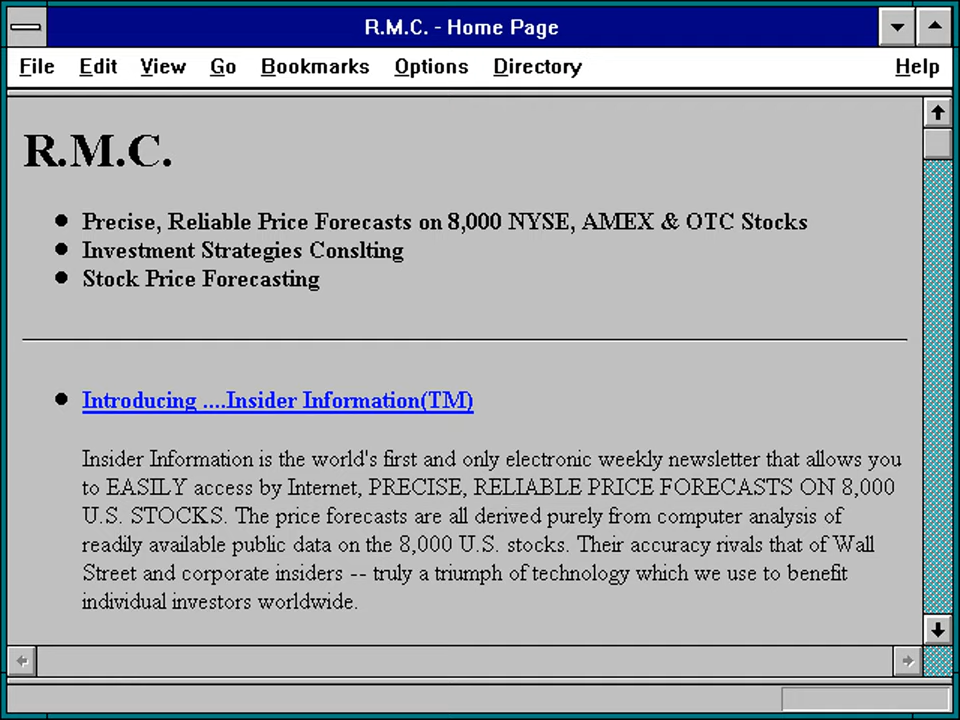 R.M.C. - Home Page
File Edit View Go Bookmarks Options Directory Help
R.M.C.
Precise, Reliable Price Forecasts on 8,000 NYSE, AMEX & OTC Stocks
Investment Strategies Conslting
Stock Price Forecasting
Introducing ....Insider Information(TM)
Insider Information is the world's first and only electronic weekly newsletter that allows you
to EASILY access by Internet, PRECISE, RELIABLE PRICE FORECASTS ON 8,000
U.S. STOCKS. The price forecasts are all derived purely from computer analysis of
readily available public data on the 8,000 U.S. stocks. Their accuracy rivals that of Wall
Street and corporate insiders -- truly a triumph of technology which we use to benefit
individual investors worldwide.